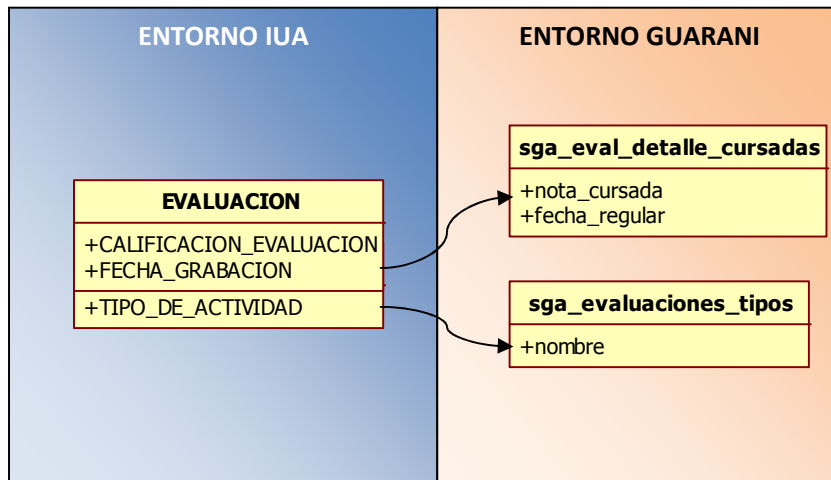 ENTORNO IUA
EVALUACION
+CALIFICACION_EVALUACION
+FECHA_GRABACION
+TIPO_DE_ACTIVIDAD
ENTORNO GUARANI
sga_eval_detalle_cursadas
+nota_cursada
+fecha_regular
sga_evaluaciones_tipos
+nombre